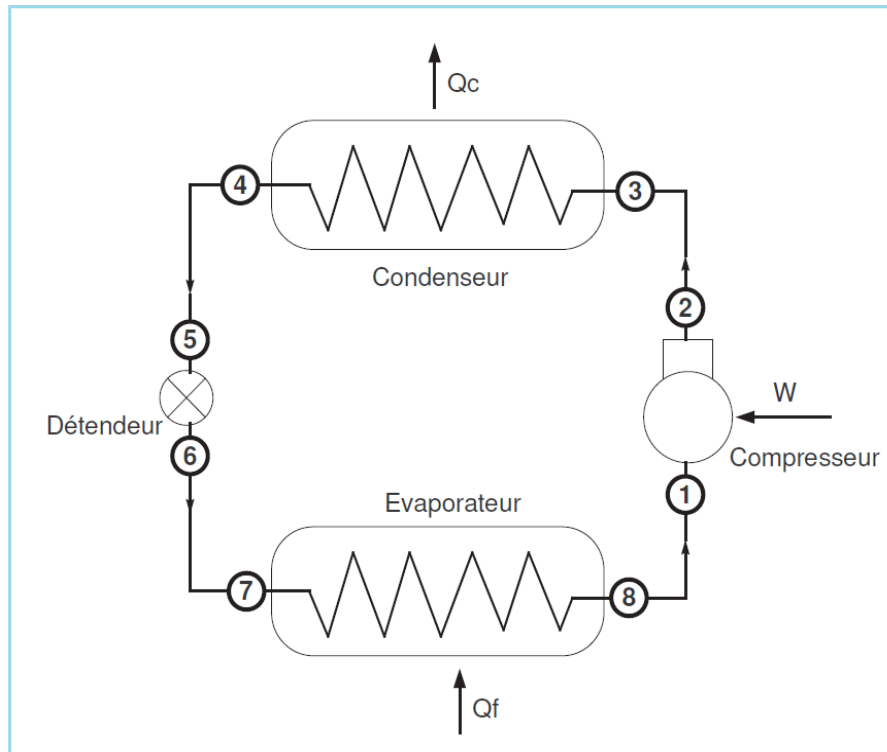 Qc
4
3
Condenseur
2
5
W
Détendeur
Compresseur
6
1
Evaporateur
7
8
Qf